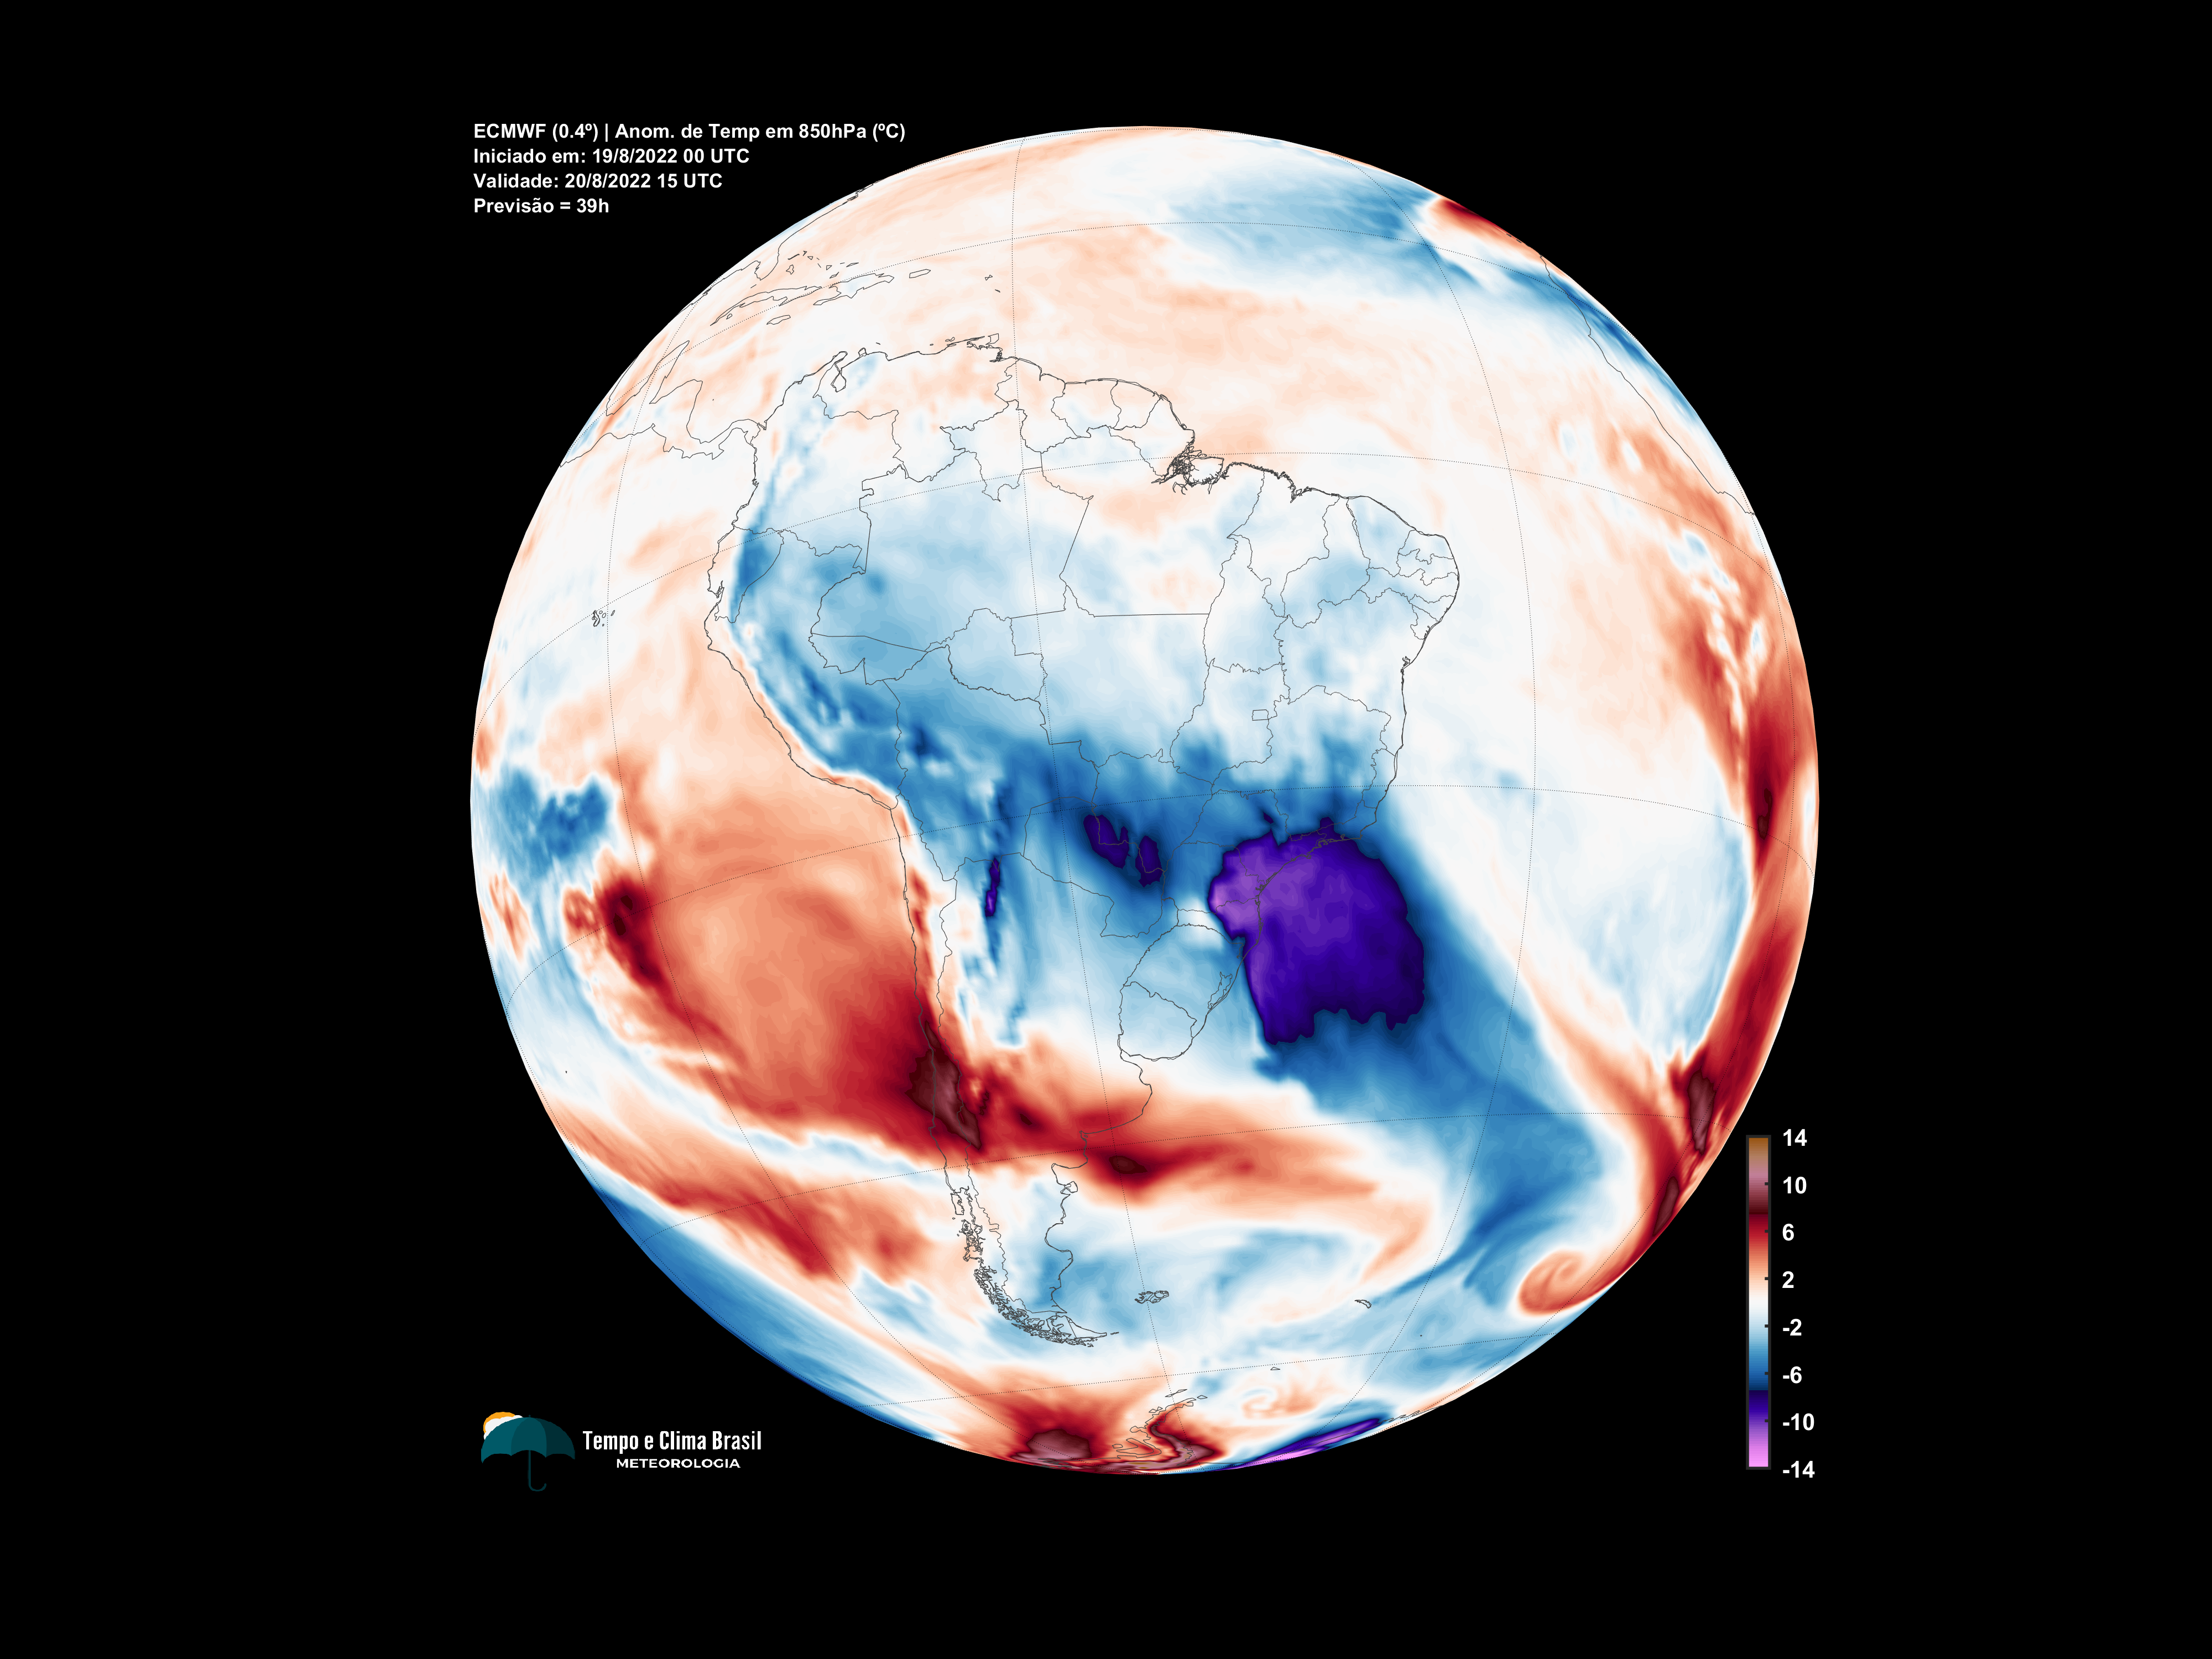 ECMWF (0.4º) | Anom. de Temp em 850hPa (ºC)
Iniciado em: 19/8/2022 00 UTC
Validade: 20/8/2022 15 UTC
Previsão = 39h
14
10
6
2
-2
-6
-10
-14
Tempo e Clima Brasil
METEOROLOGIA